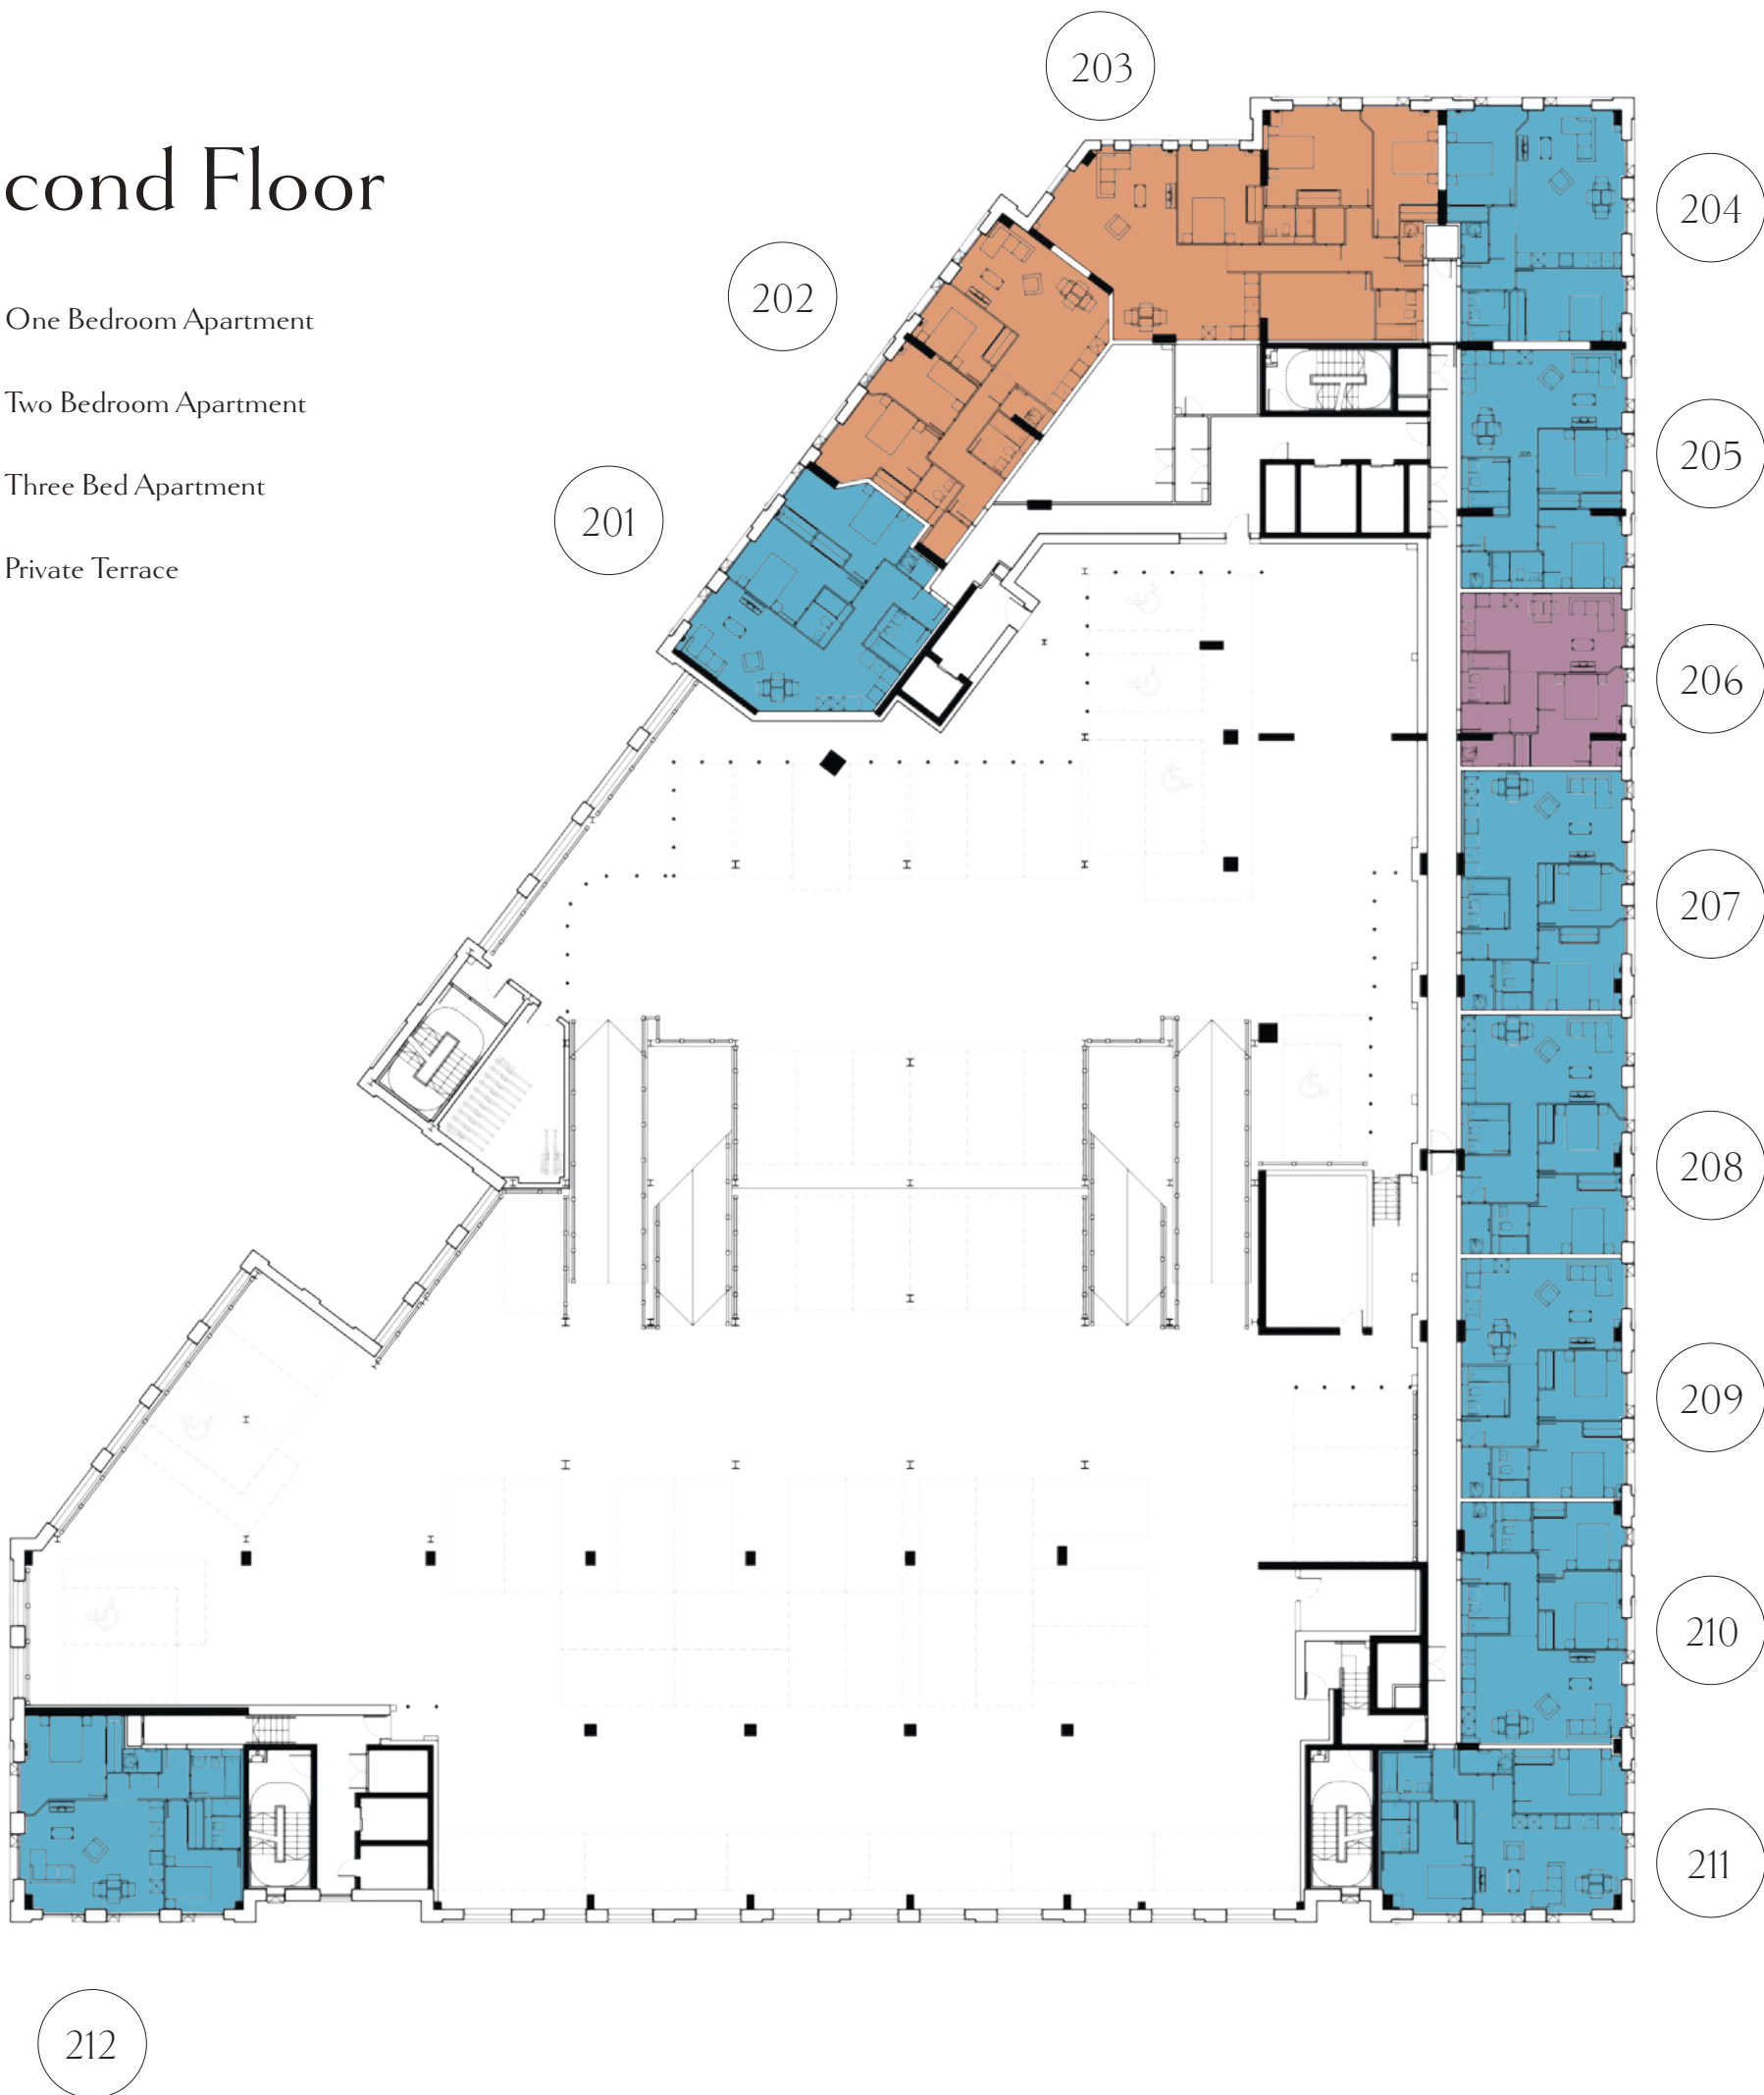 cond Floor
One Bedroom Apartment
Two Bedroom Apartment
Three Bed Apartment
Private Terrace
203
204
202
205
201
206
207
208
209
210
211
212